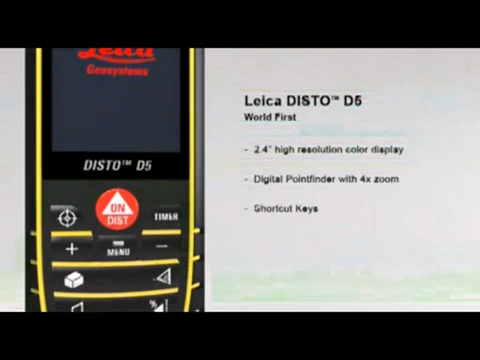 Leica
Geosystems
DISTO™ D5
ON
DIST
TIMER
+
MENU
−
%
Leica DISTO™ D5
World First
- 2.4" high resolution color display
- Digital Pointfinder with 4x zoom
- Shortcut Keys